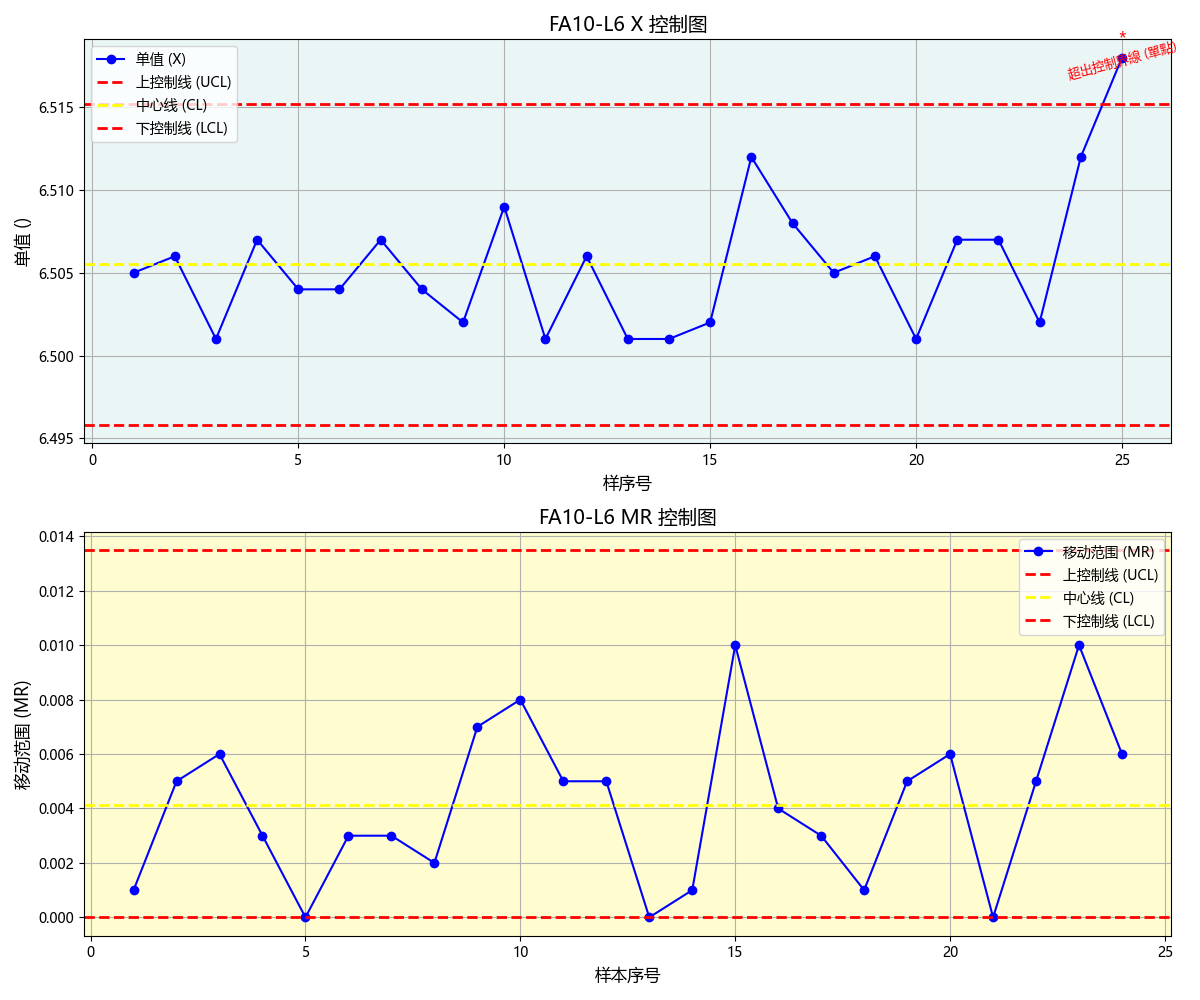 FA10-L6 X 控制图
*
超出控制界線 (單點)
单值 (X)
上控制线 (UCL)
中心线 (CL)
下控制线 (LCL)
单值 ()
6.515
6.510
6.505
6.500
6.495
0 5 10 15 20 25
样序号
FA10-L6 MR 控制图
移动范围 (MR)
上控制线 (UCL)
中心线 (CL)
下控制线 (LCL)
移动范围 (MR)
0.014
0.012
0.010
0.008
0.006
0.004
0.002
0.000
0 5 10 15 20 25
样本序号